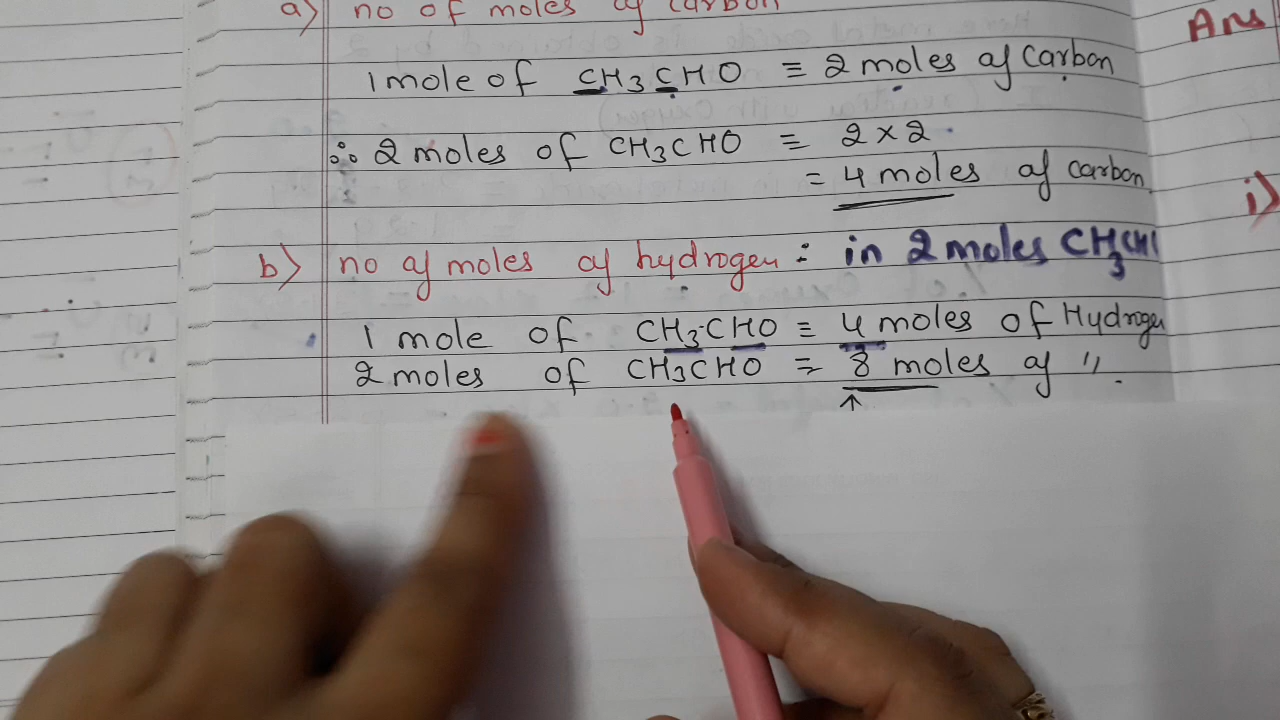 a) no of moles of carbon
Ans
1 mole of CH3CHO ≡ 2 moles of Carbon
∴ 2 moles of CH3CHO ≡ 2 × 2
= 4 moles of carbon
i)
b) no of moles of hydrogen : in 2 moles CH3CH
1 mole of CH3CHO ≡ 4 moles of Hydrogen
2 moles of CH3CHO = 8 moles of "